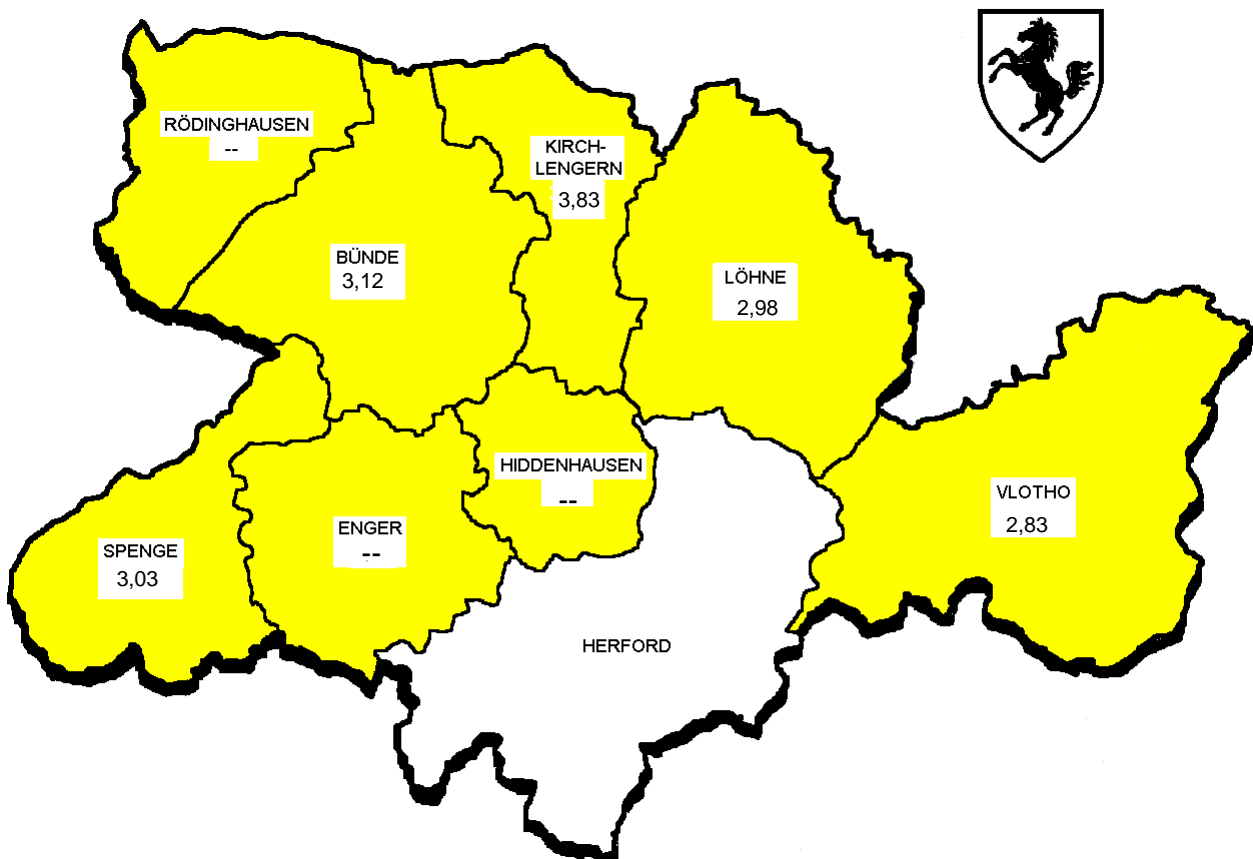 RÖDINGHAUSEN
--
KIRCH-
LENGERN
3,83
BÜNDE
3,12
LÖHNE
2,98
HIDDENHAUSEN
--
VLOTHO
2,83
ENGER
--
SPENGE
3,03
HERFORD